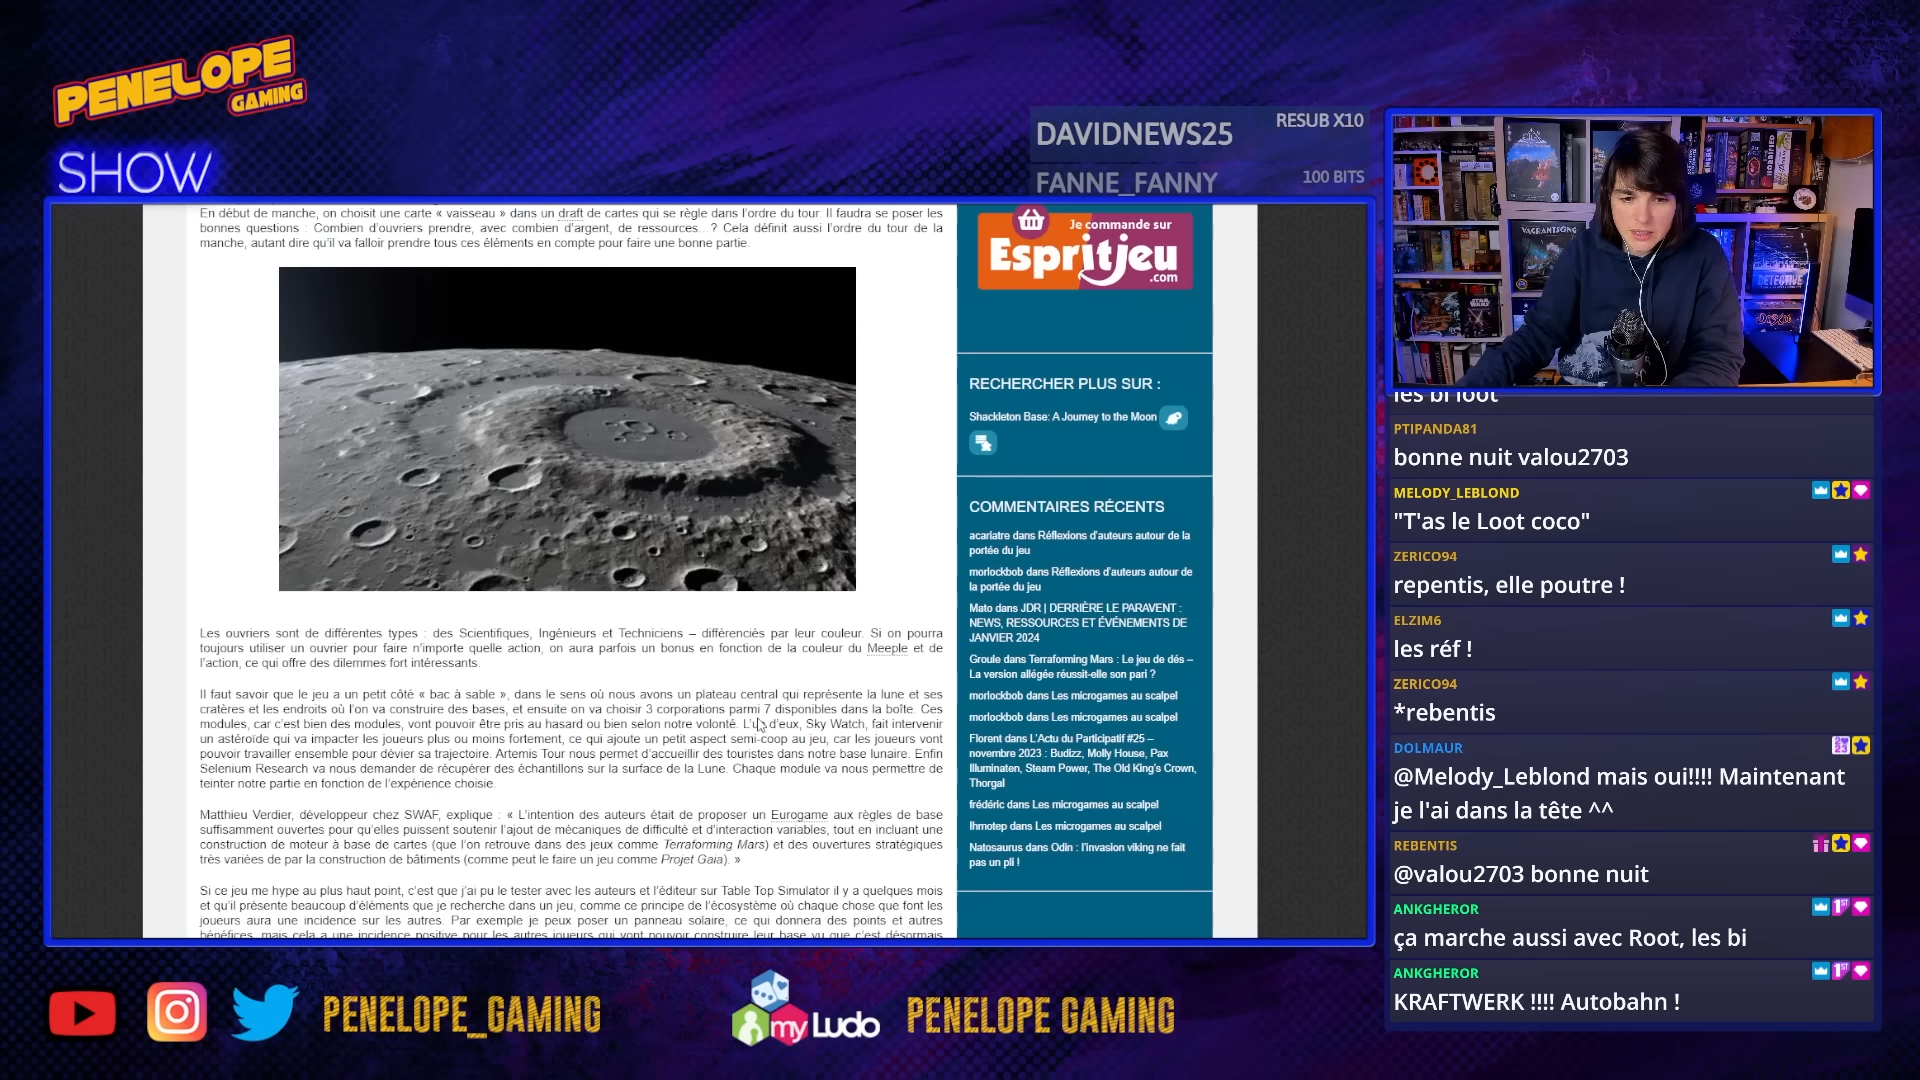 PENELOPE
GAMING
SHOW
DAVIDNEWS25
RESUB X10
FANNE_FANNY
100 BITS
En début de manche, on choisit une carte « vaisseau » dans un draft de cartes qui se règle dans l'ordre du tour. Il faudra se poser les
bonnes questions : Combien d'ouvriers prendre, avec combien d'argent, de ressources...? Cela définit aussi l'ordre du tour de la
manche, autant dire qu'il va falloir prendre tous ces éléments en compte pour faire une bonne partie.
Les ouvriers sont de différentes types : des Scientifiques, Ingénieurs et Techniciens – différenciés par leur couleur. Si on pourra
toujours utiliser un ouvrier pour faire n'importe quelle action, on aura parfois un bonus en fonction de la couleur du Meeple et de
l'action, ce qui offre des dilemmes fort intéressants.
Il faut savoir que le jeu a un petit côté « bac à sable », dans le sens où nous avons un plateau central qui représente la lune et ses
cratères et les endroits où l'on va construire des bases, et ensuite on va choisir 3 corporations parmi 7 disponibles dans la boîte. Ces
modules, car c'est bien des modules, vont pouvoir être pris au hasard ou bien selon notre volonté. L'u d'eux, Sky Watch, fait intervenir
un astéroïde qui va impacter les joueurs plus ou moins fortement, ce qui ajoute un petit aspect semi-coop au jeu, car les joueurs vont
pouvoir travailler ensemble pour dévier sa trajectoire. Artemis Tour nous permet d'accueillir des touristes dans notre base lunaire. Enfin
Selenium Research va nous demander de récupérer des échantillons sur la surface de la Lune. Chaque module va nous permettre de
teinter notre partie en fonction de l'expérience choisie.
Matthieu Verdier, développeur chez SWAF, explique : « L'intention des auteurs était de proposer un Eurogame aux règles de base
suffisamment ouvertes pour qu'elles puissent soutenir l'ajout de mécaniques de difficulté et d'interaction variables, tout en incluant une
construction de moteur à base de cartes (que l'on retrouve dans des jeux comme Terraforming Mars) et des ouvertures stratégiques
très variées de par la construction de bâtiments (comme peut le faire un jeu comme Projet Gaia). »
Si ce jeu me hype au plus haut point, c'est que j'ai pu le tester avec les auteurs et l'éditeur sur Table Top Simulator il y a quelques mois
et qu'il présente beaucoup d'éléments que je recherche dans un jeu, comme ce principe de l'écosystème où chaque chose que font les
joueurs aura une incidence sur les autres. Par exemple je peux poser un panneau solaire, ce qui donnera des points et autres
bénéfices, mais cela a une incidence positive pour les autres joueurs qui vont pouvoir construire leur base vu que c'est désormais
Je commande sur
Espritjeu
.com
RECHERCHER PLUS SUR :
Shackleton Base: A Journey to the Moon
COMMENTAIRES RÉCENTS
acariatre dans Réflexions d'auteurs autour de la
portée du jeu
morlockbob dans Réflexions d'auteurs autour de
la portée du jeu
Mato dans JDR | DERRIÈRE LE PARAVENT :
NEWS, RESSOURCES ET ÉVÉNEMENTS DE
JANVIER 2024
Groule dans Terraforming Mars : Le jeu de dés –
La version allégée réussit-elle son pari ?
morlockbob dans Les microgames au scalpel
morlockbob dans Les microgames au scalpel
Florent dans L'Actu du Participatif #25 –
novembre 2023 : Budizz, Molly House, Pax
Illuminaten, Steam Power, The Old King's Crown,
Thorgal
frédéric dans Les microgames au scalpel
Ihmotep dans Les microgames au scalpel
Natosaurus dans Odin : l'invasion viking ne fait
pas un pli !
VAGRANTSONG
STAR
WARS
DETECTIVE
les bi loot
PTIPANDA81
bonne nuit valou2703
MELODY_LEBLOND
"T'as le Loot coco"
ZERICO94
repentis, elle poutre !
ELZIM6
les réf !
ZERICO94
*rebentis
DOLMAUR
@Melody_Leblond mais oui!!!! Maintenant
je l'ai dans la tête ^^
REBENTIS
@valou2703 bonne nuit
ANKGHEROR
ça marche aussi avec Root, les bi
ANKGHEROR
KRAFTWERK !!!! Autobahn !
PENELOPE_GAMING
myLudo
PENELOPE GAMING